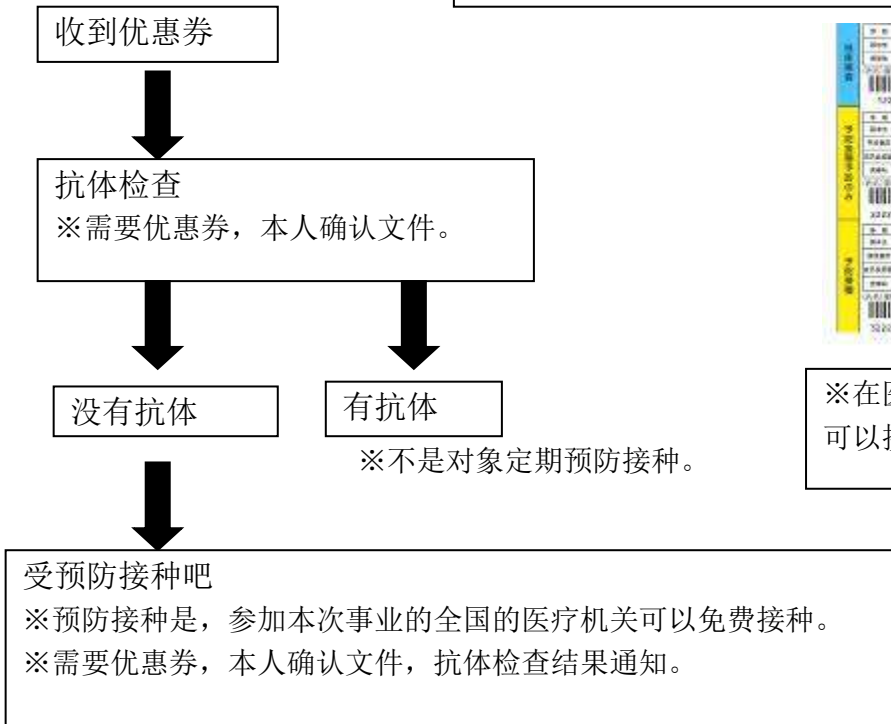 收到优惠券
抗体检查
※需要优惠券，本人确认文件。
没有抗体
有抗体
※不是对象定期预防接种。
※在医
可以接
受预防接种吧
※预防接种是，参加本次事业的全国的医疗机关可以免费接种。
※需要优惠券，本人确认文件，抗体检查结果通知。